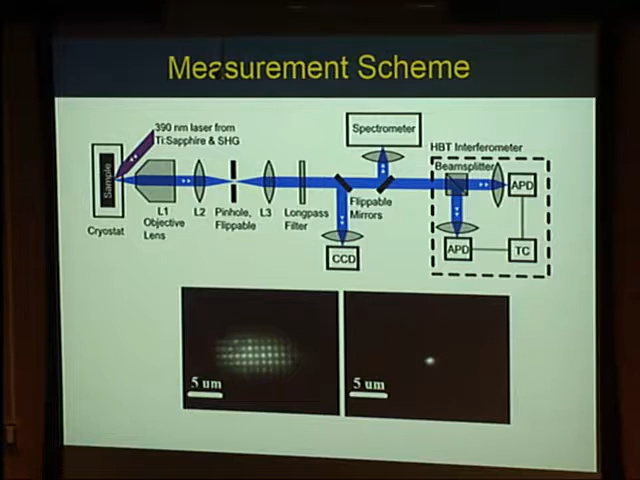 Measurement Scheme
390 nm laser from
Ti:Sapphire & SHG
Spectrometer
HBT Interferometer
Beamsplitter
Sample
APD
L1
Objective
Lens
L2
Pinhole,
Flippable
L3
Longpass
Filter
Flippable
Mirrors
Cryostat
CCD
APD
TC
5 um
5 um